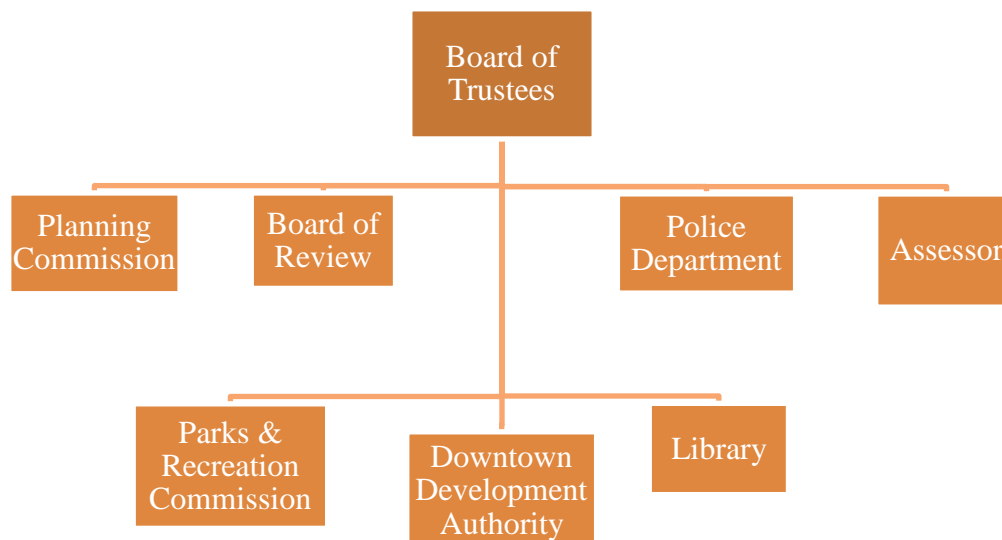 Board of
Trustees
Planning
Commission
Board of
Review
Police
Department
Assessor
Parks &
Recreation
Commission
Downtown
Development
Authority
Library